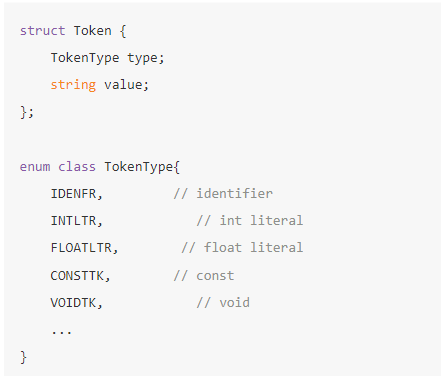 struct Token {
    TokenType type;
    string value;
};

enum class TokenType{
    IDENFR,         // identifier
    INTLTR,            // int literal
    FLOATLTR,        // float literal
    CONSTTK,        // const
    VOIDTK,            // void
    ...
}